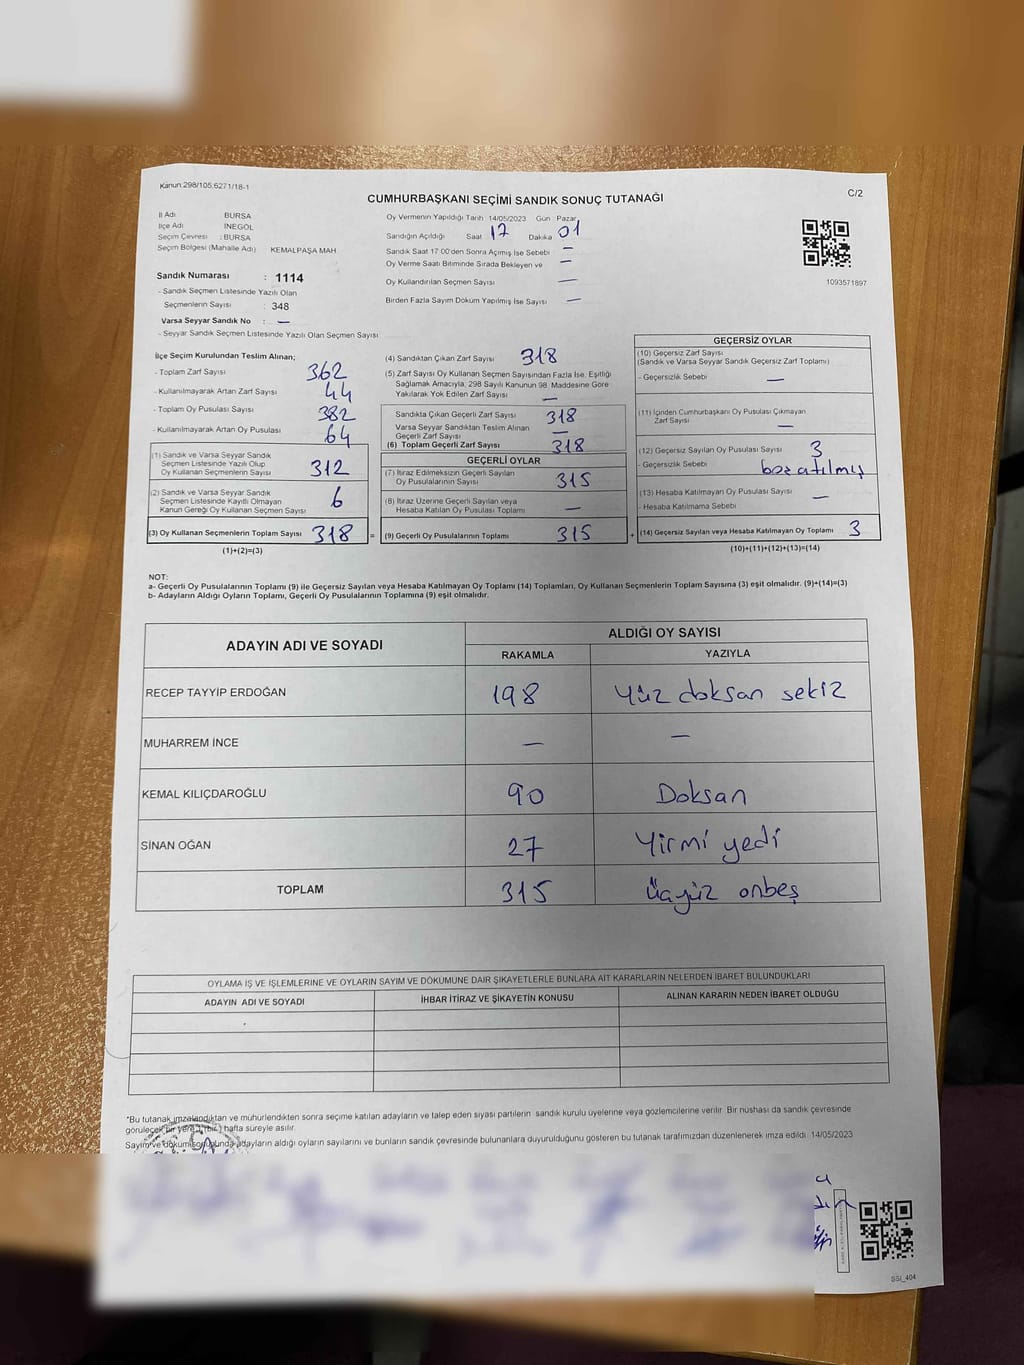 Kanun:298/105,6271/18-1
C/2
CUMHURBAŞKANI SEÇİMİ SANDIK SONUÇ TUTANAĞI
İl Adı BURSA
İlçe Adı İNEGÖL
Seçim Çevresi : BURSA
Seçim Bölgesi (Mahalle Adı) KEMALPAŞA MAH
Sandık Numarası : 1114
- Sandık Seçmen Listesinde Yazılı Olan
Seçmenlerin Sayısı : 348
Varsa Seyyar Sandık No : —
- Seyyar Sandık Seçmen Listesinde Yazılı Olan Seçmen Sayısı
Oy Vermenin Yapıldığı Tarih 14/05/2023 Gün Pazar
Sandığın Açıldığı Saat 17 Dakika 01
Sandık Saat 17:00'den Sonra Açımış İse Sebebi —
Oy Verme Saati Bitiminde Sırada Bekleyen ve —
Oy Kullandırılan Seçmen Sayısı —
Birden Fazla Sayım Döküm Yapılmış İse Sayısı —
1093571897
İlçe Seçim Kurulundan Teslim Alınan;
- Toplam Zarf Sayısı 362
- Kullanılmayarak Artan Zarf Sayısı 44
- Toplam Oy Pusulası Sayısı 382
- Kullanılmayarak Artan Oy Pusulası 64
(1) Sandık ve Varsa Seyyar Sandık
Seçmen Listesinde Yazılı Olup
Oy Kullanan Seçmenlerin Sayısı 312
(2) Sandık ve Varsa Seyyar Sandık
Seçmen Listesinde Kayıtlı Olmayan
Kanun Gereği Oy Kullanan Seçmen Sayısı 6
(3) Oy Kullanan Seçmenlerin Toplam Sayısı 318 =
(1)+(2)=(3)
(4) Sandıktan Çıkan Zarf Sayısı 318
(5) Zarf Sayısı Oy Kullanan Seçmen Sayısından Fazla İse, Eşitliği
Sağlamak Amacıyla, 298 Sayılı Kanunun 98. Maddesine Göre
Yakılarak Yok Edilen Zarf Sayısı —
Sandıkta Çıkan Geçerli Zarf Sayısı 318
Varsa Seyyar Sandıktan Teslim Alınan
Geçerli Zarf Sayısı —
(6) Toplam Geçerli Zarf Sayısı 318
GEÇERLİ OYLAR
(7) İtiraz Edilmeksizin Geçerli Sayılan
Oy Pusulalarının Sayısı 315
(8) İtiraz Üzerine Geçerli Sayılan veya
Hesaba Katılan Oy Pusulası Toplamı —
(9) Geçerli Oy Pusulalarının Toplamı 315 +
GEÇERSİZ OYLAR
(10) Geçersiz Zarf Sayısı
(Sandık ve Varsa Seyyar Sandık Geçersiz Zarf Toplamı)
- Geçersizlik Sebebi —
(11) İçinden Cumhurbaşkanı Oy Pusulası Çıkmayan
Zarf Sayısı —
(12) Geçersiz Sayılan Oy Pusulası Sayısı 3
- Geçersizlik Sebebi boz atılmış
(13) Hesaba Katılmayan Oy Pusulası Sayısı —
- Hesaba Katılmama Sebebi
(14) Geçersiz Sayılan veya Hesaba Katılmayan Oy Toplamı 3
(10)+(11)+(12)+(13)=(14)
NOT:
a- Geçerli Oy Pusulalarının Toplamı (9) ile Geçersiz Sayılan veya Hesaba Katılmayan Oy Toplamı (14) Toplamları, Oy Kullanan Seçmenlerin Toplam Sayısına (3) eşit olmalıdır. (9)+(14)=(3)
b- Adayların Aldığı Oyların Toplamı, Geçerli Oy Pusulalarının Toplamına (9) eşit olmalıdır.
ADAYIN ADI VE SOYADI ALDIĞI OY SAYISI
RAKAMLA YAZIYLA
RECEP TAYYİP ERDOĞAN 198 Yüz doksan sekiz
MUHARREM İNCE — —
KEMAL KILIÇDAROĞLU 90 Doksan
SİNAN OĞAN 27 Yirmi yedi
TOPLAM 315 üçyüz onbeş
OYLAMA İŞ VE İŞLEMLERİNE VE OYLARIN SAYIM VE DÖKÜMÜNE DAİR ŞİKAYETLERLE BUNLARA AİT KARARLARIN NELERDEN İBARET BULUNDUKLARI
ADAYIN ADI VE SOYADI İHBAR İTİRAZ VE ŞİKAYETİN KONUSU ALINAN KARARIN NEDEN İBARET OLDUĞU
*Bu tutanak imzalandıktan ve mühürlendikten sonra seçime katılan adayların ve talep eden siyasi partilerin sandık kurulu üyelerine veya gözlemcilerine verilir. Bir nüshası da sandık çevresinde
görülecek bir yere 1 (bir) hafta süreyle asılır.
Sayım ve döküm sonucunda adayların aldığı oyların sayılarını ve bunların sandık çevresinde bulunanlara duyurulduğunu gösteren bu tutanak tarafımızdan düzenlenerek imza edildi. 14/05/2023
SSI_404